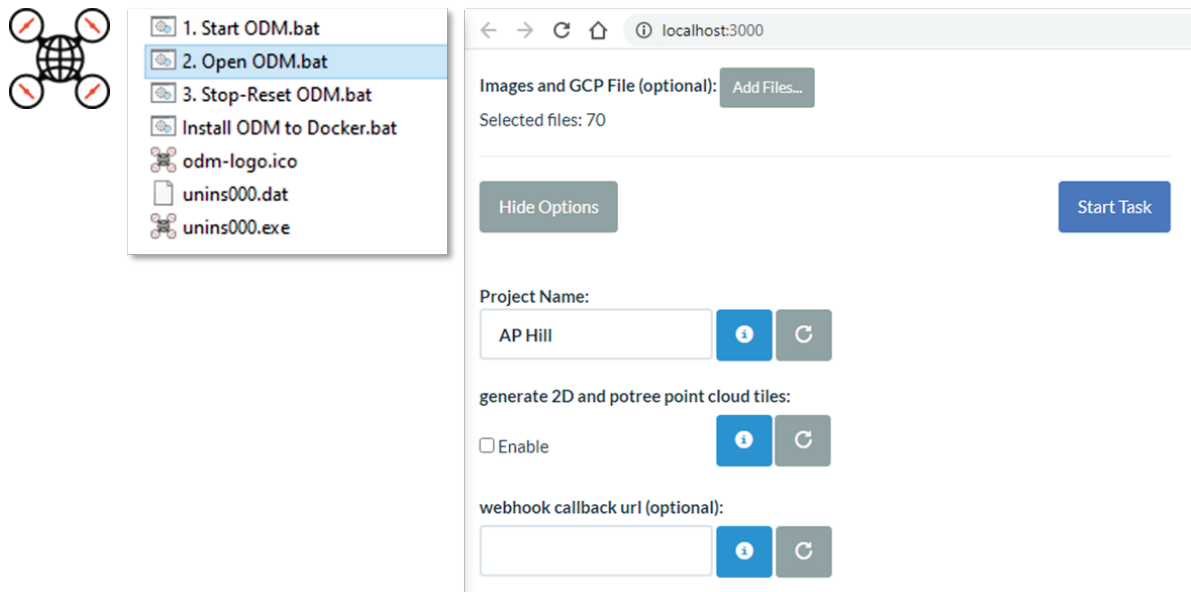 1. Start ODM.bat
2. Open ODM.bat
3. Stop-Reset ODM.bat
Install ODM to Docker.bat
odm-logo.ico
unins000.dat
unins000.exe
localhost:3000
Images and GCP File (optional): Add Files...
Selected files: 70
Hide Options Start Task
Project Name:
AP Hill
generate 2D and potree point cloud tiles:
Enable
webhook callback url (optional):